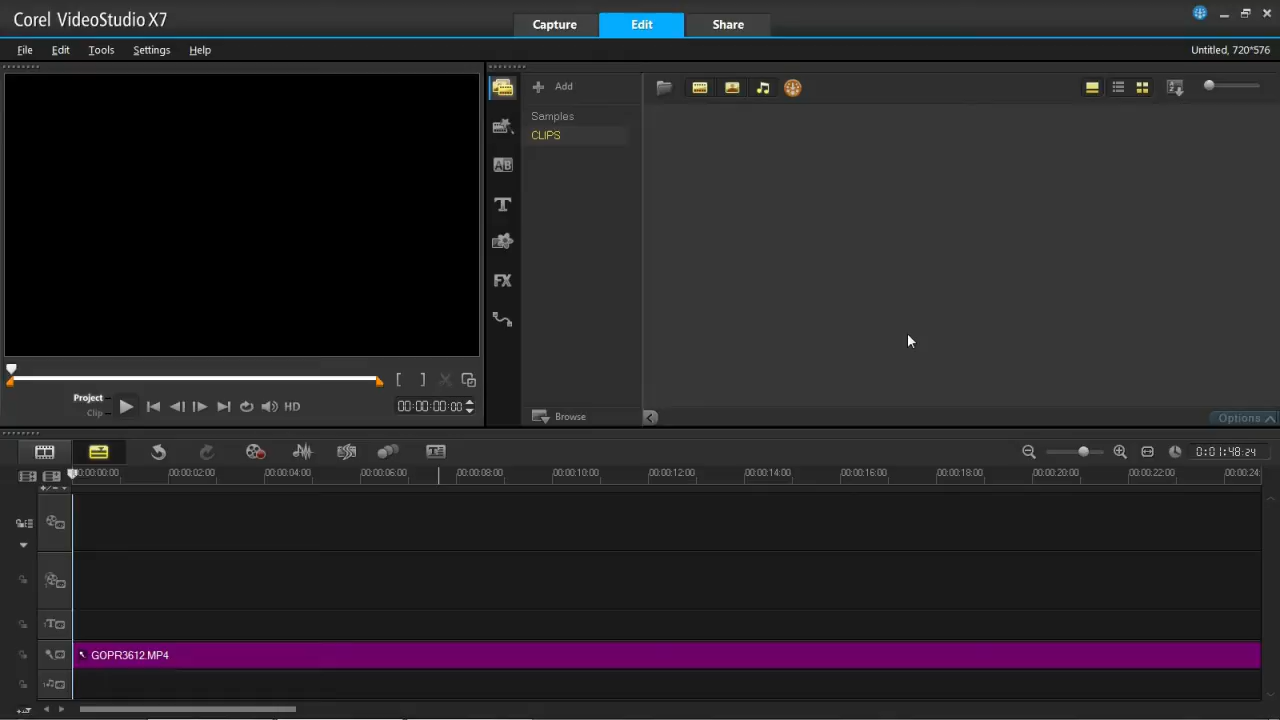 Corel VideoStudio X7
Capture Edit Share
File Edit Tools Settings Help
Untitled, 720*576
Add
Samples
CLIPS
AB
T
FX
Project
Clip
HD
00:00:00:00
Browse
Options
0:01:48.24
00:00:00:00 00:00:02:00 00:00:04:00 00:00:06:00 00:00:08:00 00:00:10:00 00:00:12:00 00:00:14:00 00:00:16:00 00:00:18:00 00:00:20:00 00:00:22:00 00:00:24:
1T
GOPR3612.MP4
1